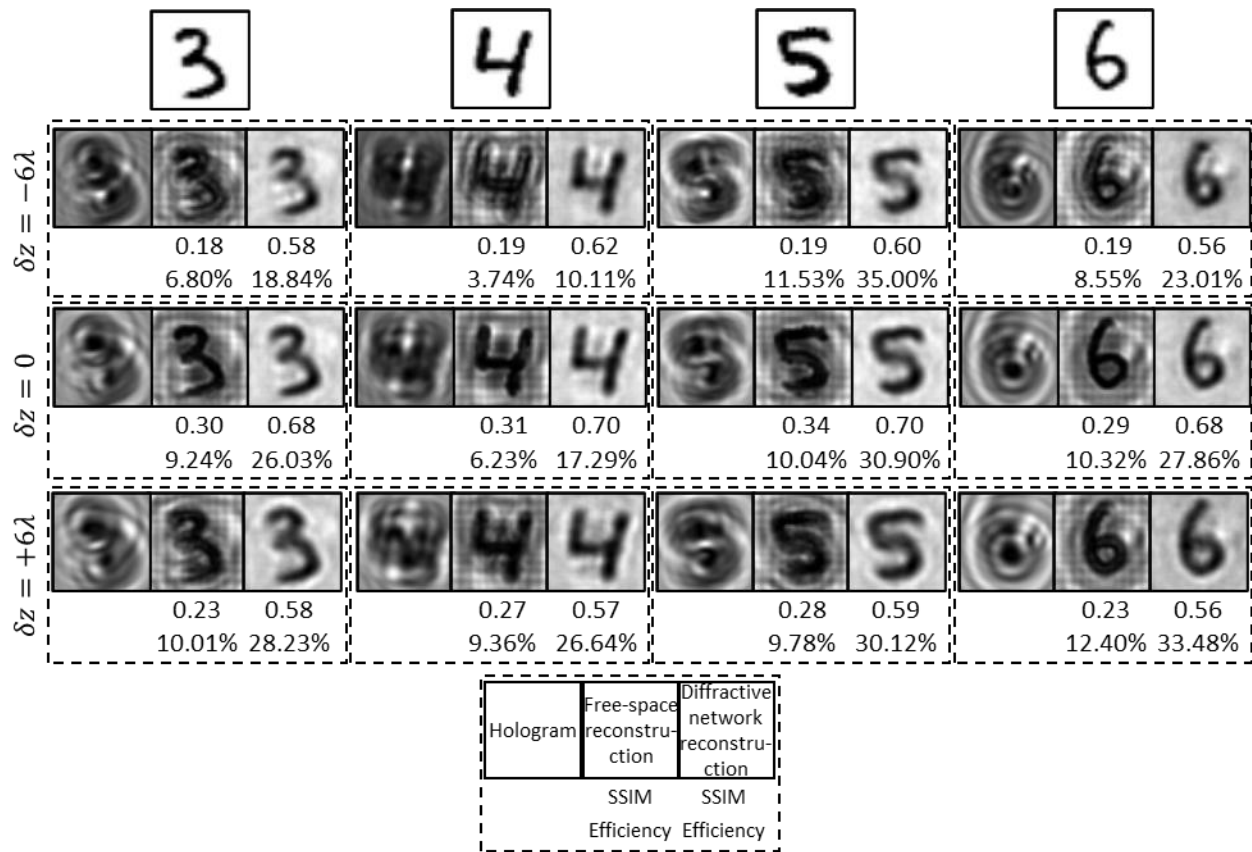 3 4 5 6
δz = −6λ
0.18 0.58 0.19 0.62 0.19 0.60 0.19 0.56
6.80% 18.84% 3.74% 10.11% 11.53% 35.00% 8.55% 23.01%
δz = 0
0.30 0.68 0.31 0.70 0.34 0.70 0.29 0.68
9.24% 26.03% 6.23% 17.29% 10.04% 30.90% 10.32% 27.86%
δz = +6λ
0.23 0.58 0.27 0.57 0.28 0.59 0.23 0.56
10.01% 28.23% 9.36% 26.64% 9.78% 30.12% 12.40% 33.48%
Hologram
Free-space
reconstru-
ction
Diffractive
network
reconstru-
ction
SSIM SSIM
Efficiency Efficiency